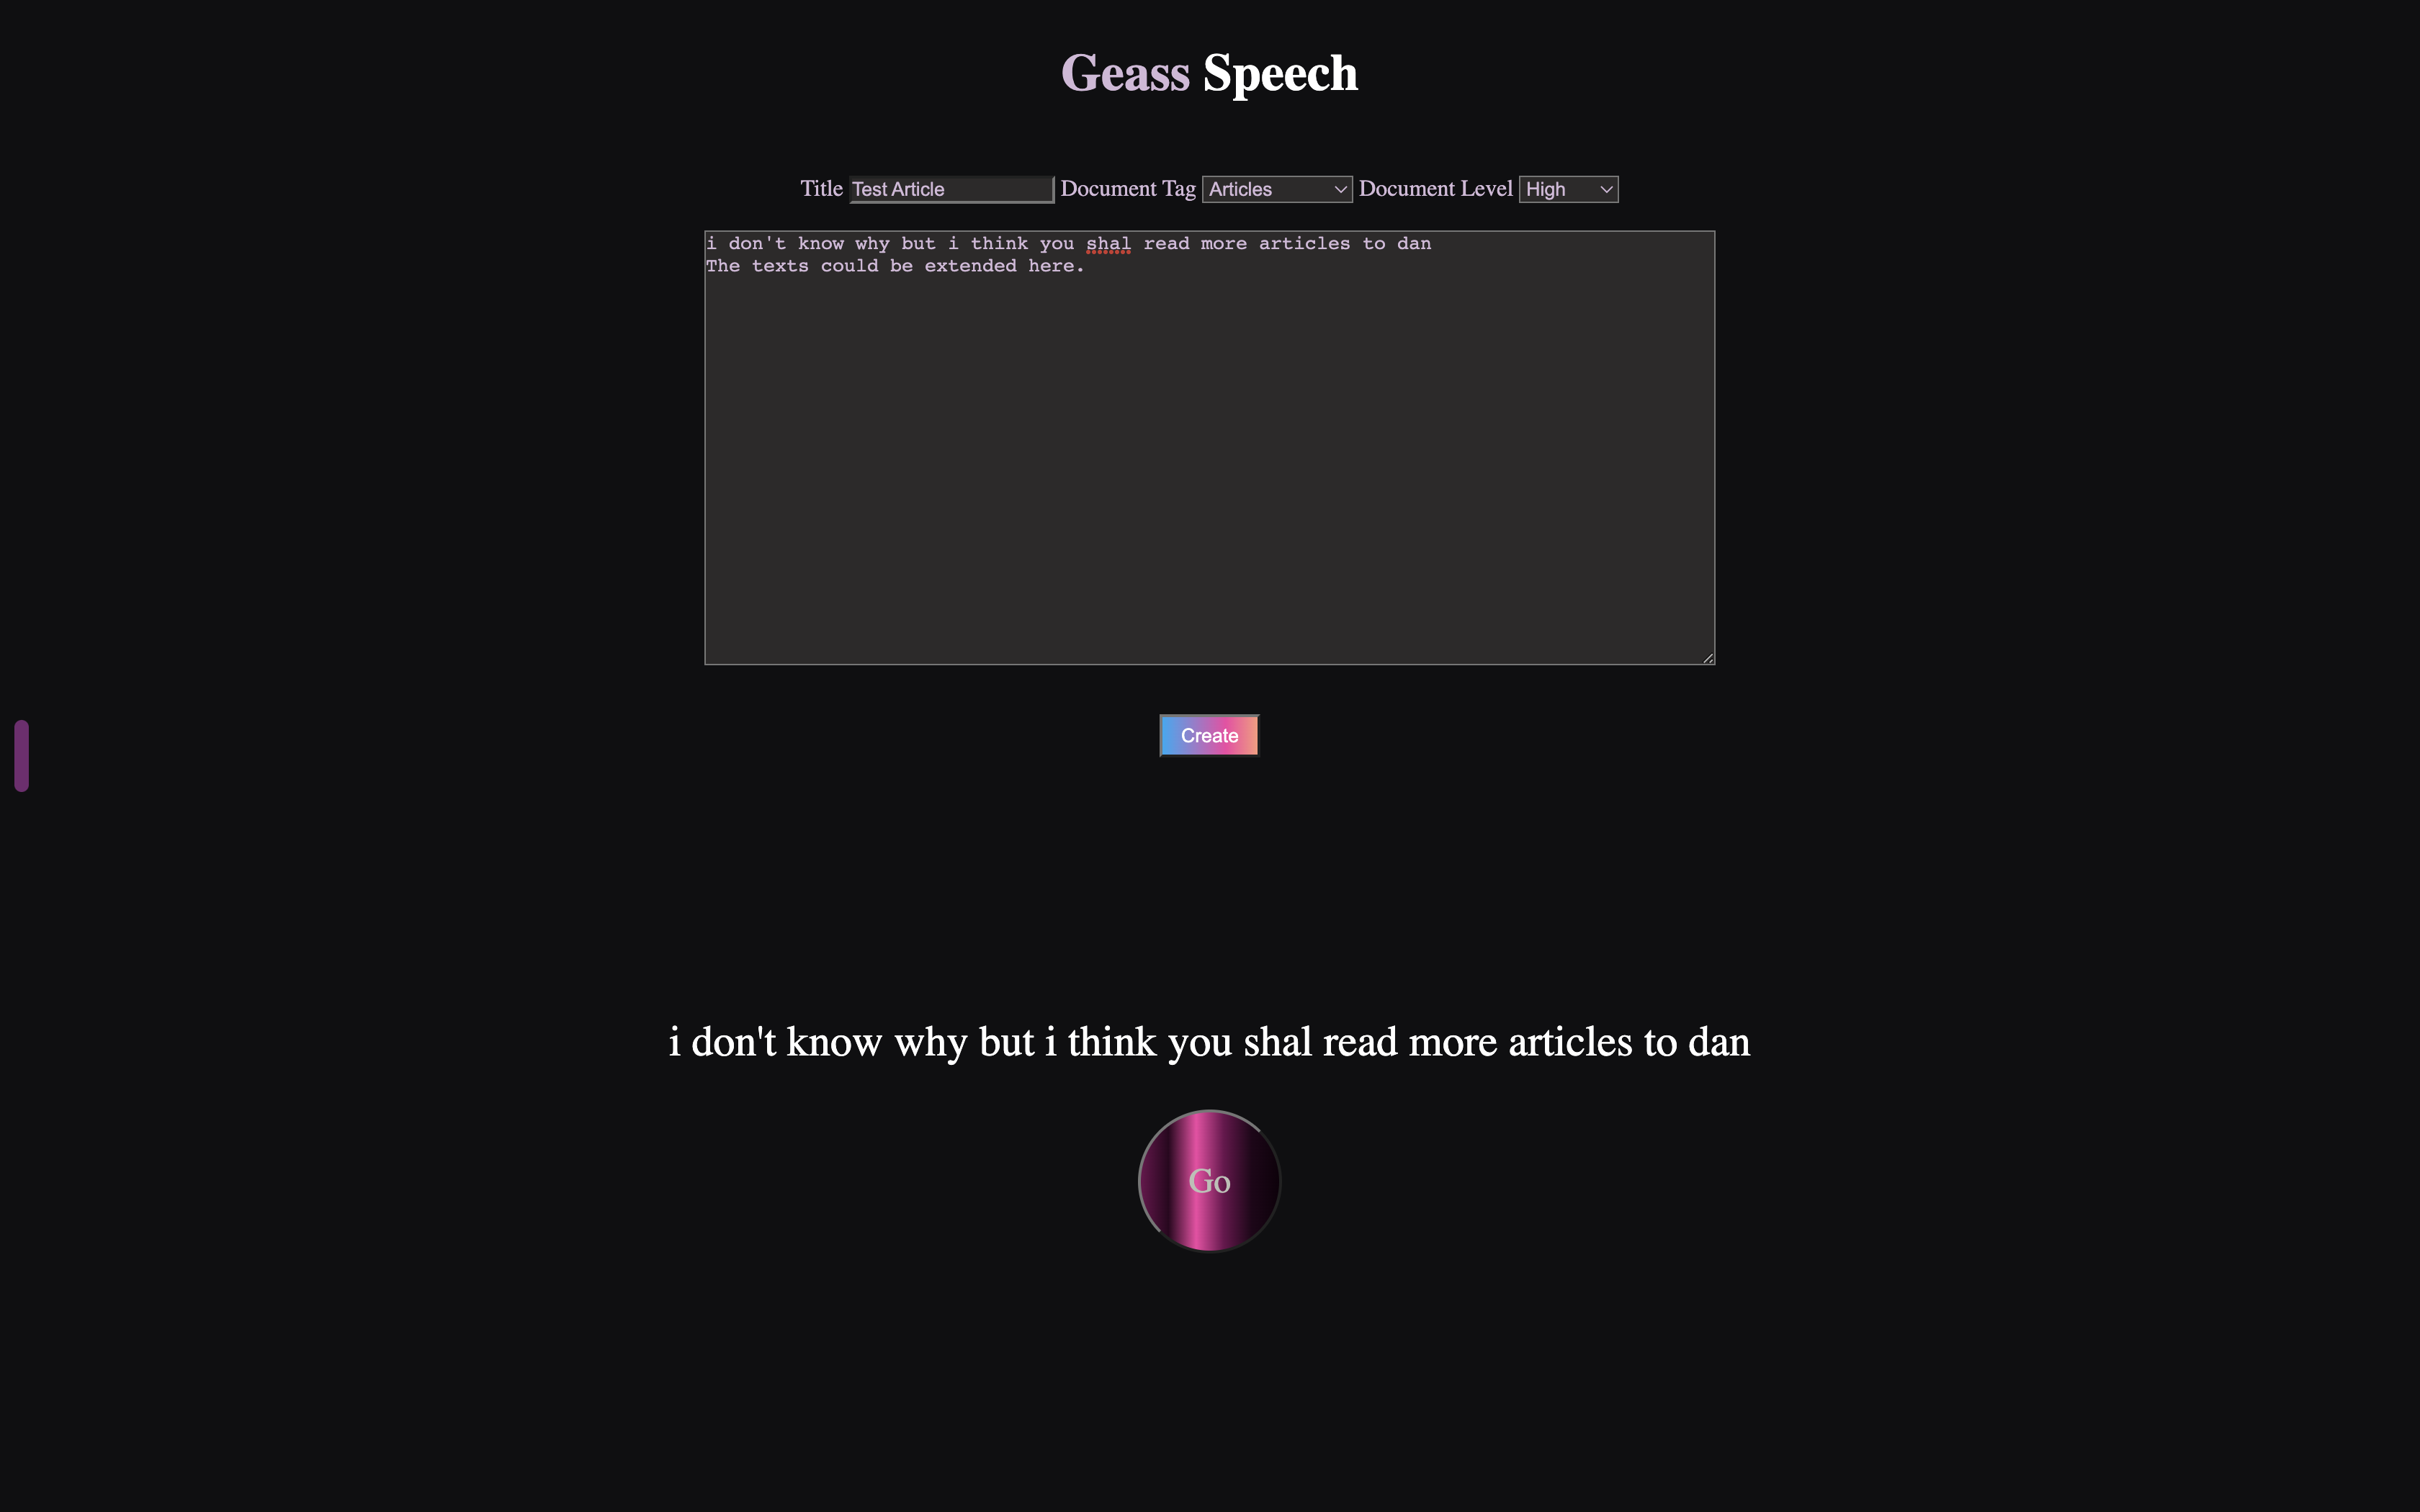 Geass Speech
Title Test Article Document Tag Articles Document Level High
i don't know why but i think you shal read more articles to dan
The texts could be extended here.
Create
i don't know why but i think you shal read more articles to dan
Go